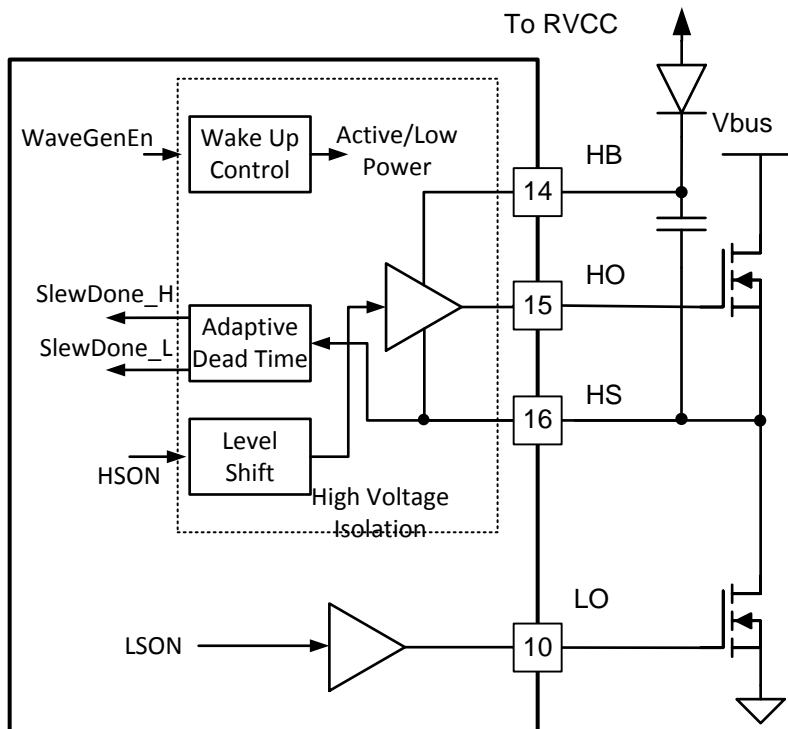 To RVCC
Vbus
WaveGenEn
Wake Up
Control
Active/Low
Power
HB
14
SlewDone_H
SlewDone_L
Adaptive
Dead Time
HO
15
HS
16
HSON
Level
Shift
High Voltage
Isolation
LO
LSON
10